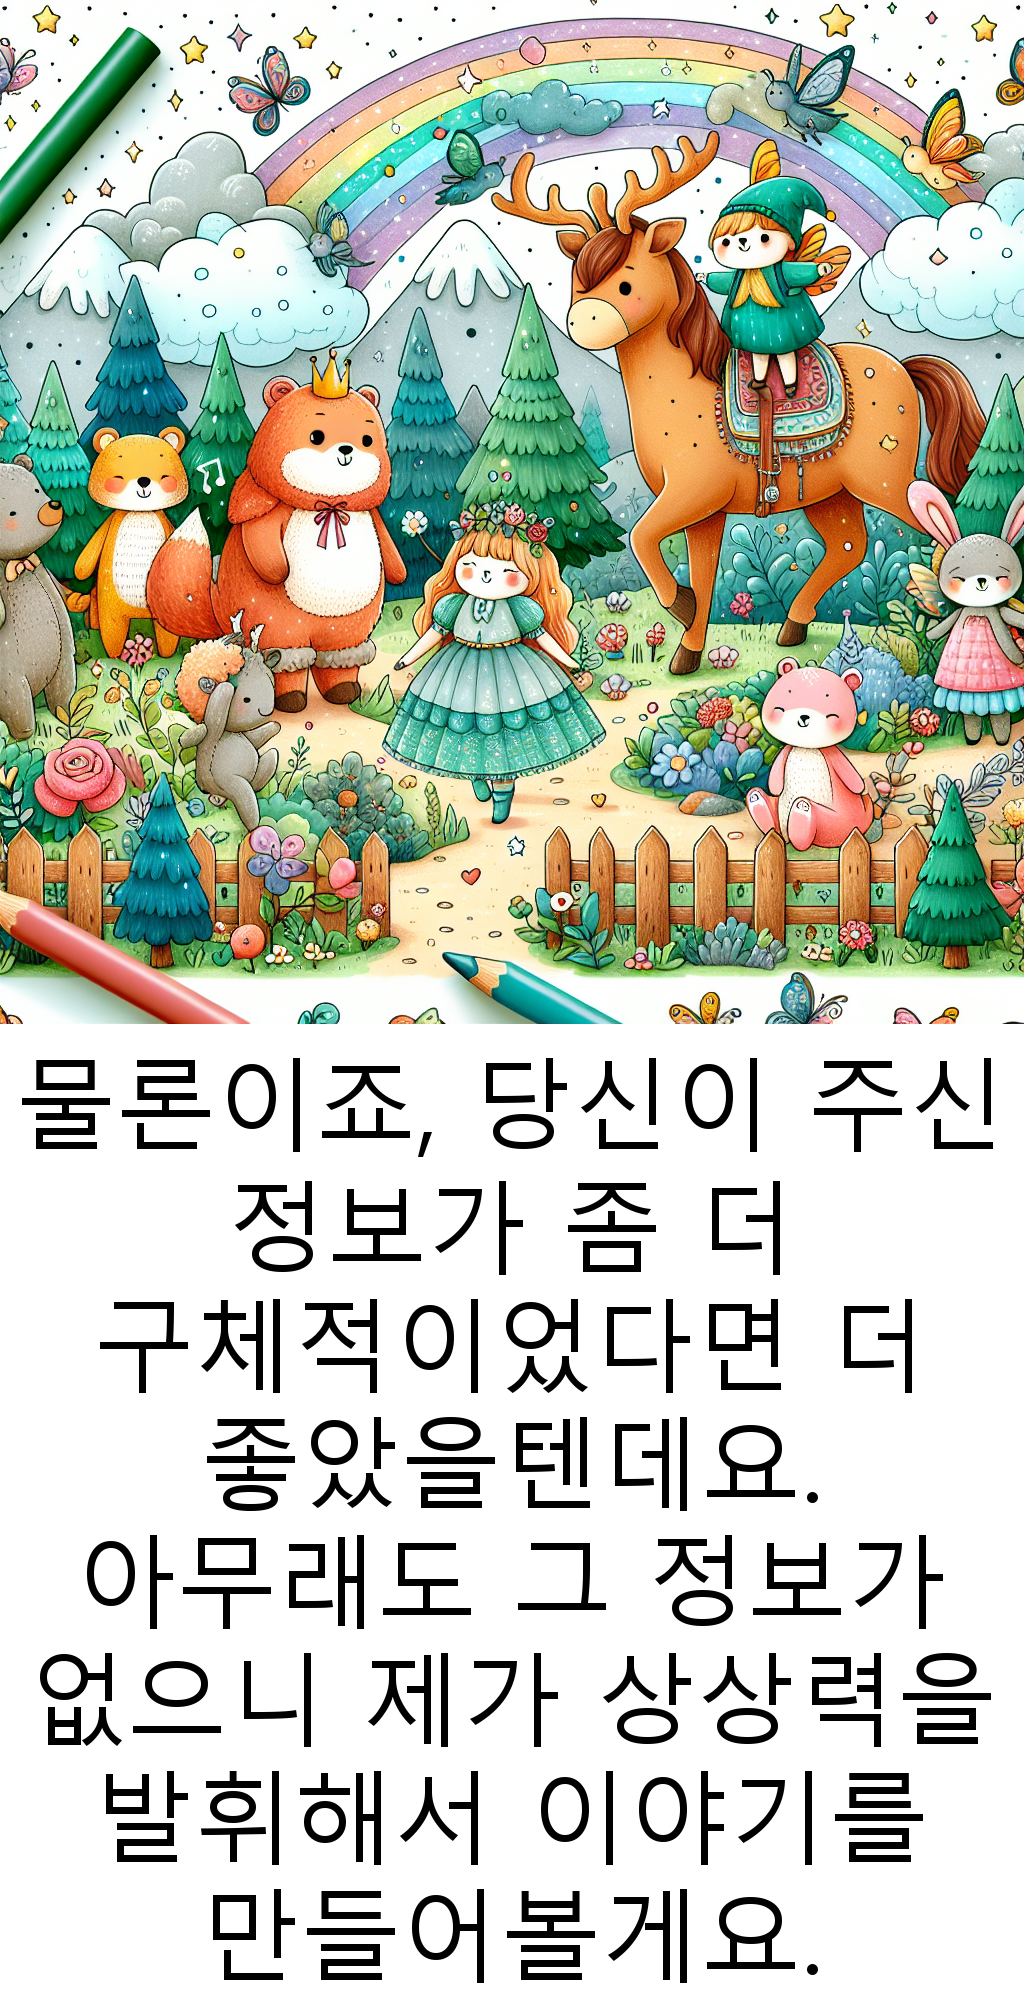 물론이죠, 당신이 주신
정보가 좀 더
구체적이었다면 더
좋았을텐데요.
아무래도 그 정보가
없으니 제가 상상력을
발휘해서 이야기를
만들어볼게요.